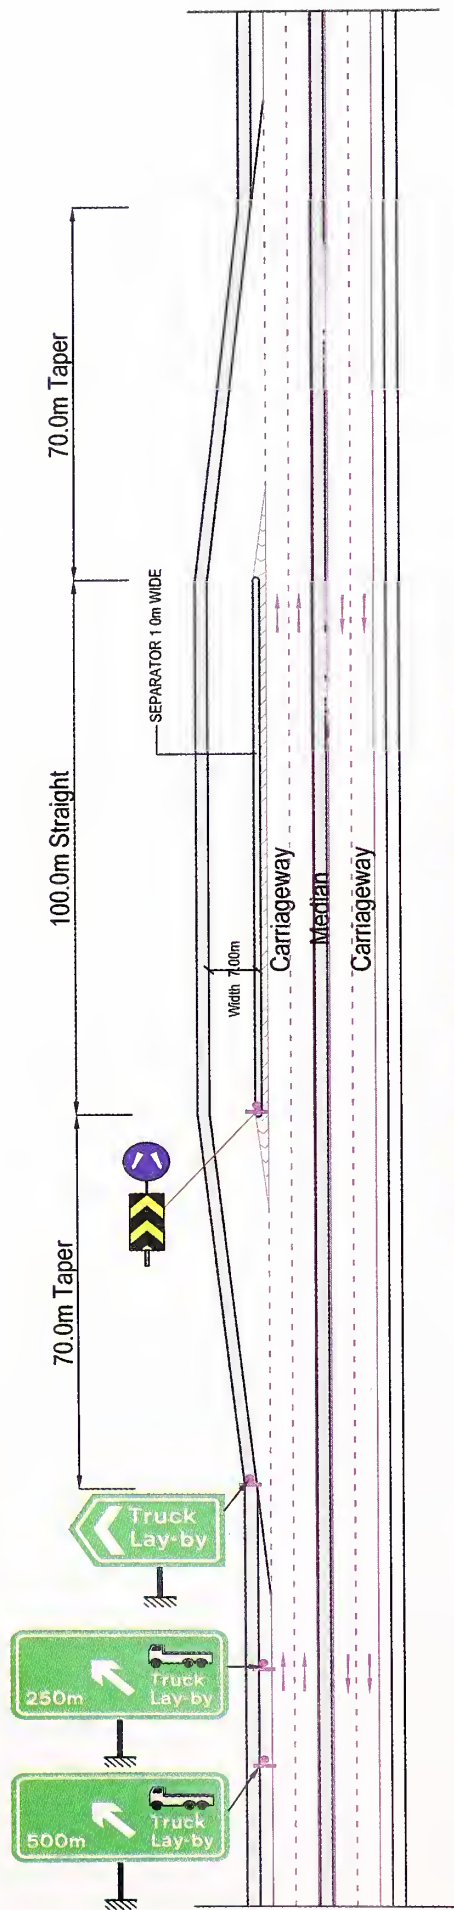 70.0m Taper
SEPARATOR 1 0m WIDE
100.0m Straight
Width 7.00m
Carriageway
Median
Carriageway
70.0m Taper
Truck
Lay-by
250m
Truck
Lay-by
500m
Truck
Lay-by